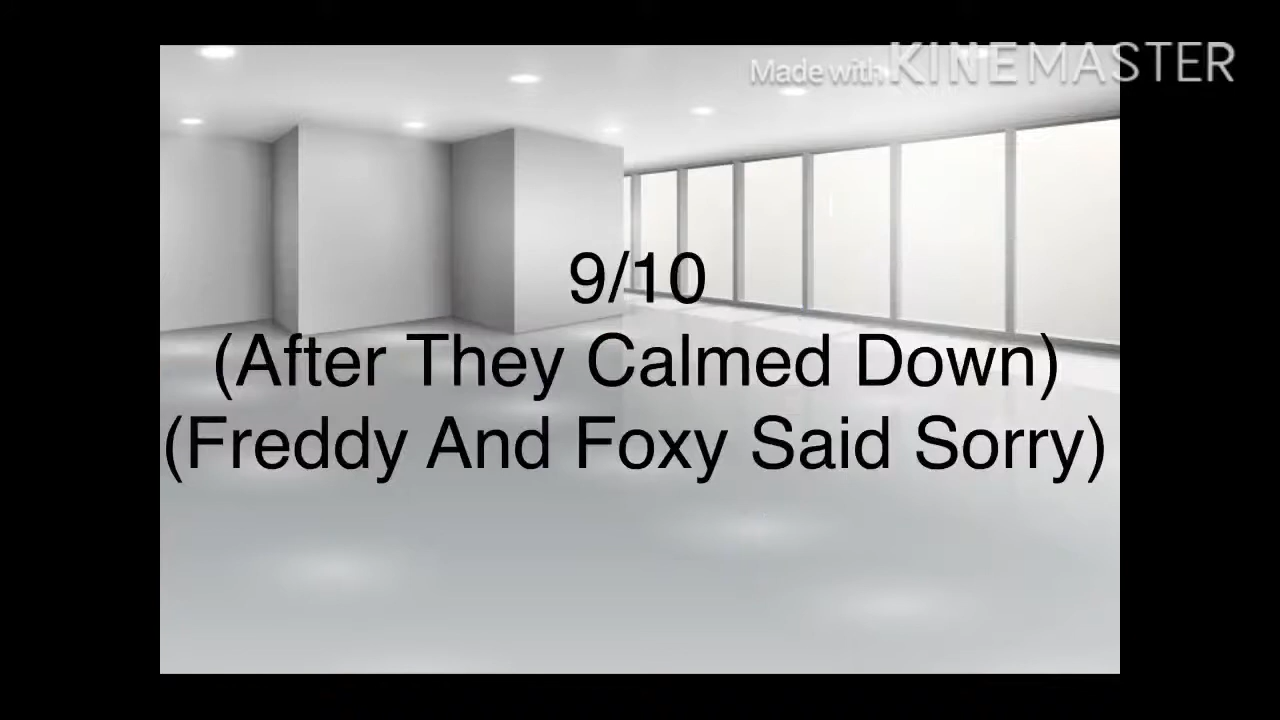 Made with KINEMASTER
9/10
(After They Calmed Down)
(Freddy And Foxy Said Sorry)